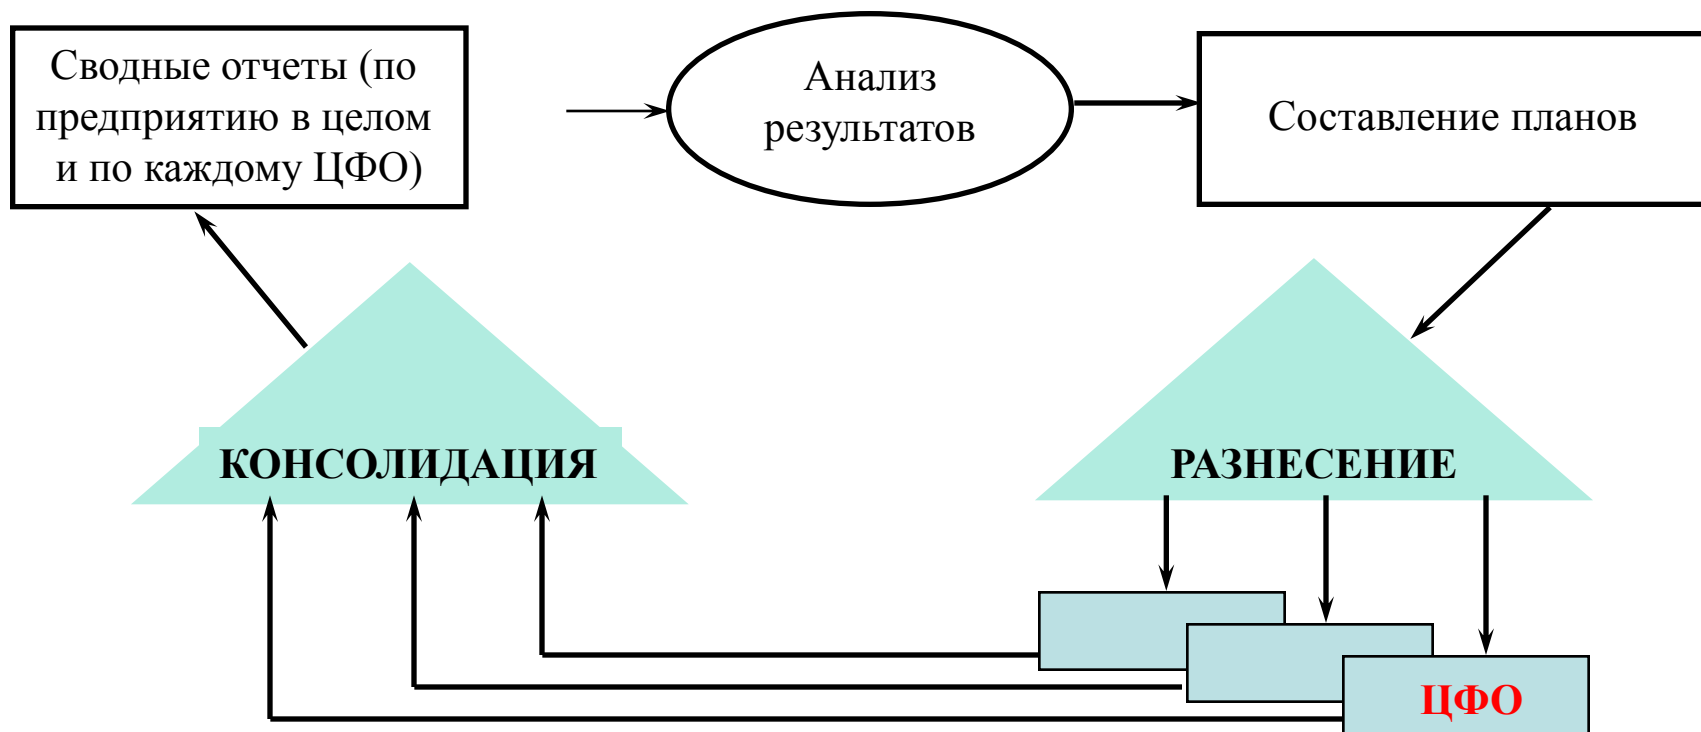 Сводные отчеты (по
предприятию в целом
и по каждому ЦФО)
Анализ
результатов
Составление планов
КОНСОЛИДАЦИЯ
РАЗНЕСЕНИЕ
ЦФО